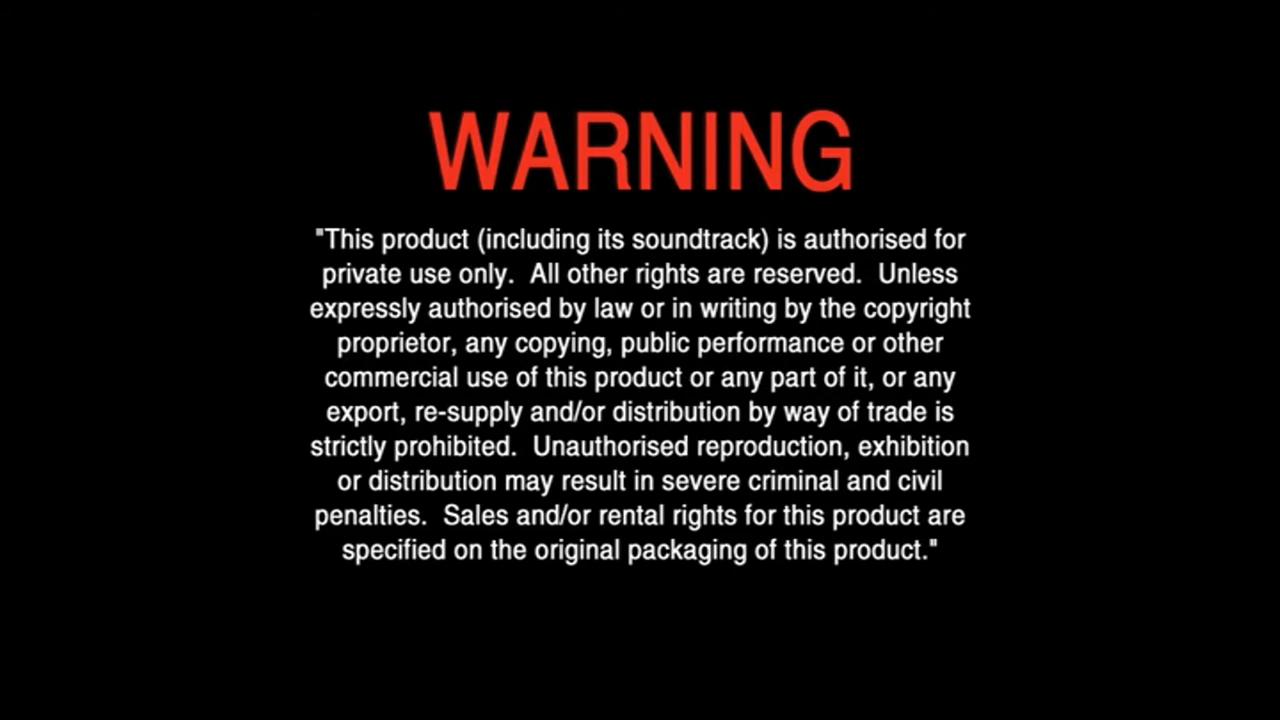 WARNING
"This product (including its soundtrack) is authorised for
private use only.  All other rights are reserved.  Unless
expressly authorised by law or in writing by the copyright
proprietor, any copying, public performance or other
commercial use of this product or any part of it, or any
export, re-supply and/or distribution by way of trade is
strictly prohibited.  Unauthorised reproduction, exhibition
or distribution may result in severe criminal and civil
penalties.  Sales and/or rental rights for this product are
specified on the original packaging of this product."